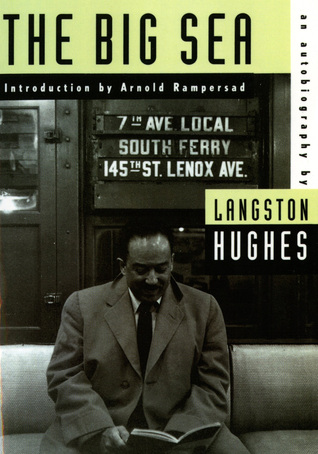 THE BIG SEA
Introduction by Arnold Rampersad
an autobiography by
LANGSTON
HUGHES
7TH AVE. LOCAL
SOUTH FERRY
145TH ST. LENOX AVE.